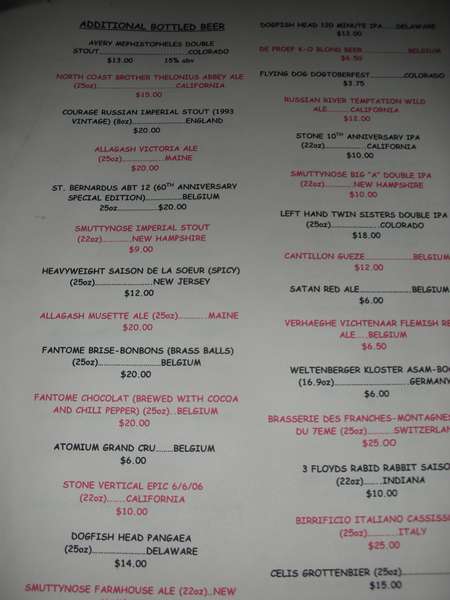 ADDITIONAL BOTTLED BEER
AVERY MEPHISTOPHELES DOUBLE
STOUT..............................COLORADO
$13.00 15% abv
NORTH COAST BROTHER THELONIUS ABBEY ALE
(25oz)........................CALIFORNIA
$15.00
COURAGE RUSSIAN IMPERIAL STOUT (1993
VINTAGE) (8oz)...................ENGLAND
$20.00
ALLAGASH VICTORIA ALE
(25oz)..............MAINE
$20.00
ST. BERNARDUS ABT 12 (60TH ANNIVERSARY
SPECIAL EDITION)............BELGIUM
25oz.............$20.00
SMUTTYNOSE IMPERIAL STOUT
(22oz)..........NEW HAMPSHIRE
$9.00
HEAVYWEIGHT SAISON DE LA SOEUR (SPICY)
(25oz)....................NEW JERSEY
$12.00
ALLAGASH MUSETTE ALE (25oz)..........MAINE
$20.00
FANTOME BRISE-BONBONS (BRASS BALLS)
(25oz)......................BELGIUM
$20.00
FANTOME CHOCOLAT (BREWED WITH COCOA
AND CHILI PEPPER) (25oz)..BELGIUM
$20.00
ATOMIUM GRAND CRU.......BELGIUM
$6.00
STONE VERTICAL EPIC 6/6/06
(22oz).......CALIFORNIA
$10.00
DOGFISH HEAD PANGAEA
(25oz)...................DELAWARE
$14.00
SMUTTYNOSE FARMHOUSE ALE (22oz)..NEW
DOGFISH HEAD 120 MINUTE IPA.....DELAWARE
$12.00
DE PROEF K-O BLOND BEER................BELGIUM
$6.50
FLYING DOG DOGTOBERFEST............COLORADO
$3.75
RUSSIAN RIVER TEMPTATION WILD
ALE.........CALIFORNIA
$12.00
STONE 10TH ANNIVERSARY IPA
(22oz)....................CALIFORNIA
$10.00
SMUTTYNOSE BIG "A" DOUBLE IPA
(22oz)...................NEW HAMPSHIRE
$10.00
LEFT HAND TWIN SISTERS DOUBLE IPA
(25oz)................COLORADO
$18.00
CANTILLON GUEZE................BELGIUM
$12.00
SATAN RED ALE......................BELGIUM
$6.00
VERHAEGHE VICHTENAAR FLEMISH RE
ALE.....BELGIUM
$6.50
WELTENBERGER KLOSTER ASAM-BOC
(16.9oz).........................GERMAN
$6.00
BRASSERIE DES FRANCHES-MONTAGNES
DU 7EME (25oz).........SWITZERLAN
$25.00
3 FLOYDS RABID RABBIT SAISO
(22oz)........INDIANA
$10.00
BIRRIFICIO ITALIANO CASSISS
(25oz).................ITALY
$25.00
CELIS GROTTENBIER (25oz)............
$15.00